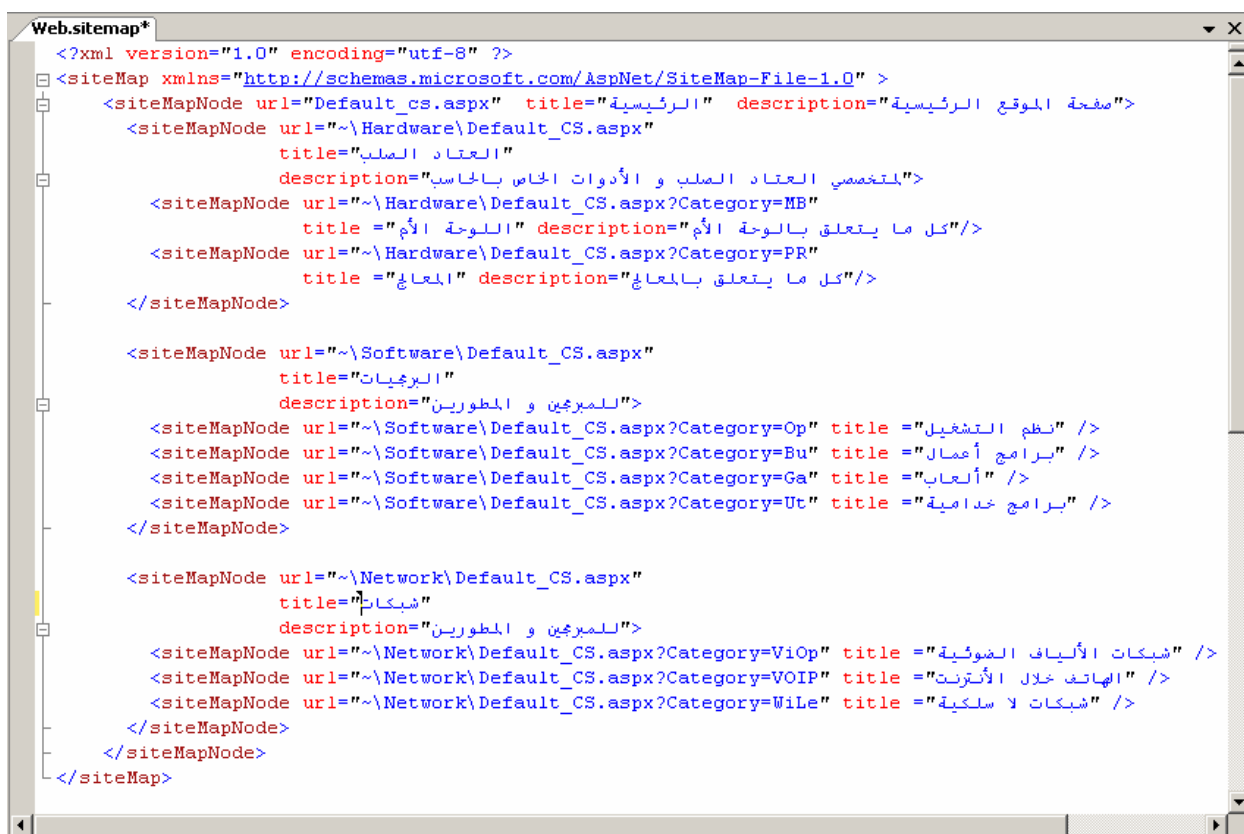 Web.sitemap*
<?xml version="1.0" encoding="utf-8" ?>
<siteMap xmlns="http://schemas.microsoft.com/AspNet/SiteMap-File-1.0" >
<siteMapNode url="Default_cs.aspx" title="الرئيسية" description="صفحة الموقع الرئيسية">
<siteMapNode url="~\Hardware\Default_CS.aspx"
title="العتاد الصلب"
description="لمتخصصي العتاد الصلب و الأدوات الخاص بالحاسب">
<siteMapNode url="~\Hardware\Default_CS.aspx?Category=MB"
title ="اللوحة الأم" description="كل ما يتعلق بالوحة الأم"/>
<siteMapNode url="~\Hardware\Default_CS.aspx?Category=PR"
title ="المعالج" description="كل ما يتعلق بالمعالج"/>
</siteMapNode>
<siteMapNode url="~\Software\Default_CS.aspx"
title="البرمجيات"
description="للمبرمجين و المطورين">
<siteMapNode url="~\Software\Default_CS.aspx?Category=Op" title ="نظم التشغيل" />
<siteMapNode url="~\Software\Default_CS.aspx?Category=Bu" title ="برامج أعمال" />
<siteMapNode url="~\Software\Default_CS.aspx?Category=Ga" title ="ألعاب" />
<siteMapNode url="~\Software\Default_CS.aspx?Category=Ut" title ="برامج خدامية" />
</siteMapNode>
<siteMapNode url="~\Network\Default_CS.aspx"
title="شبكات"
description="للمبرمجين و المطورين">
<siteMapNode url="~\Network\Default_CS.aspx?Category=ViOp" title ="شبكات الألياف الضوئية" />
<siteMapNode url="~\Network\Default_CS.aspx?Category=VOIP" title ="الهاتف خلال الأنترنت" />
<siteMapNode url="~\Network\Default_CS.aspx?Category=WiLe" title ="شبكات لا سلكية" />
</siteMapNode>
</siteMapNode>
</siteMap>